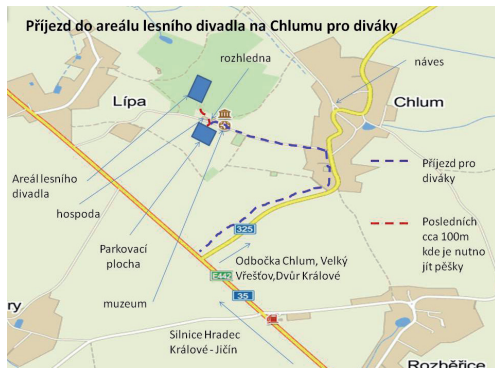 Příjezd do areálu lesního divadla na Chlumu pro diváky
rozhledna
náves
Lípa
Chlum
Areál lesního
divadla
hospoda
Příjezd pro
diváky
Parkovací
plocha
325
Posledních
cca 100m
kde je nutno
jít pěšky
Odbočka Chlum, Velký
Vřešťov,Dvůr Králové
E442
35
muzeum
ry
Silnice Hradec
Králové - Jičín
Rozběřice